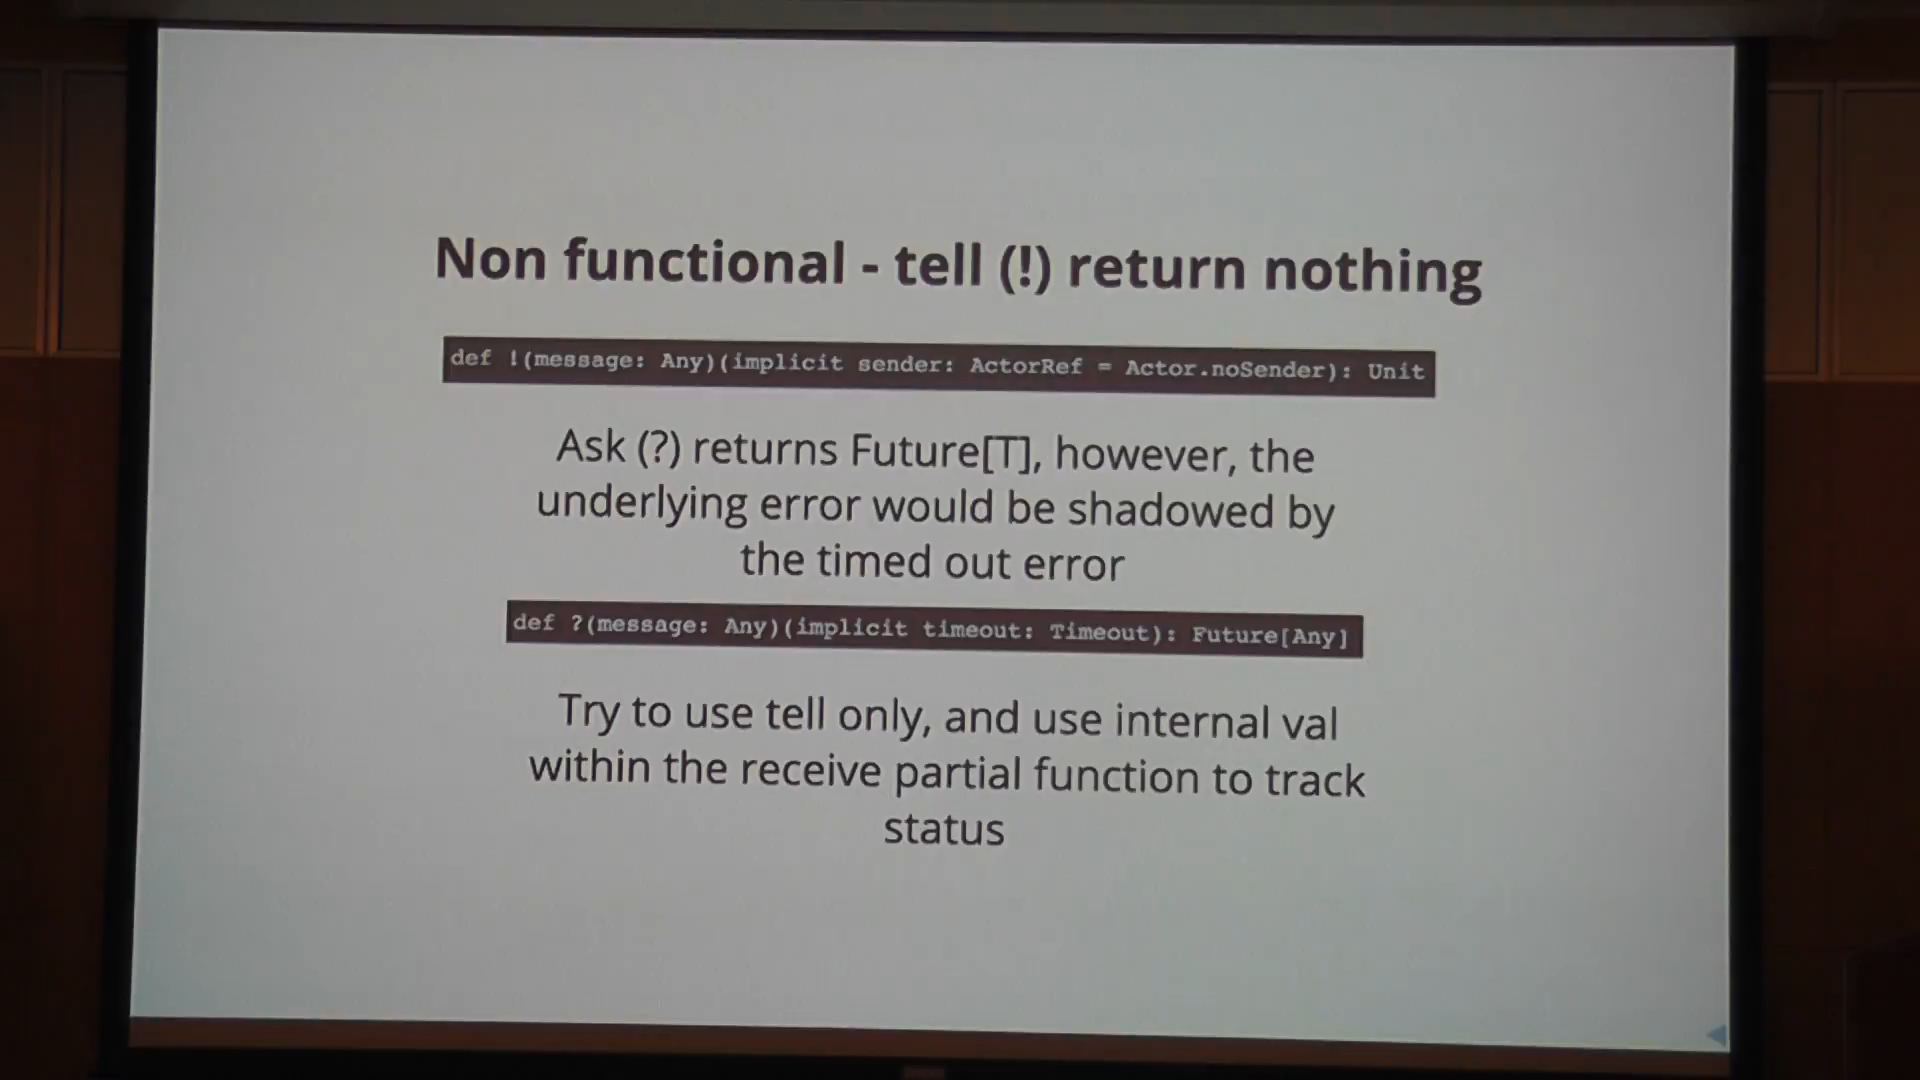 Non functional - tell (!) return nothing
def !(message: Any)(implicit sender: ActorRef = Actor.noSender): Unit
Ask (?) returns Future[T], however, the
underlying error would be shadowed by
the timed out error
def ?(message: Any)(implicit timeout: Timeout): Future[Any]
Try to use tell only, and use internal val
within the receive partial function to track
status